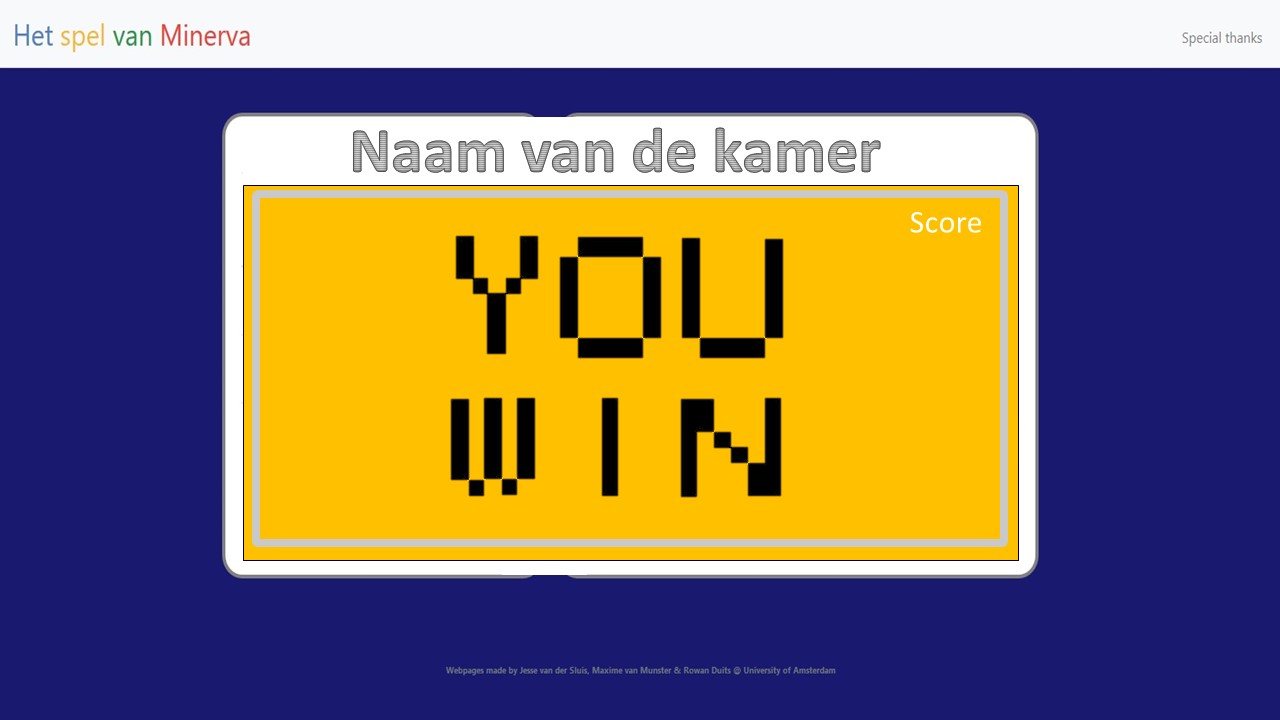 Het spel van Minerva
Special thanks
Naam van de kamer
Score
YOU
WIN
Webpages made by Jesse van der Sluis, Maxime van Munster & Rowan Duits @ University of Amsterdam